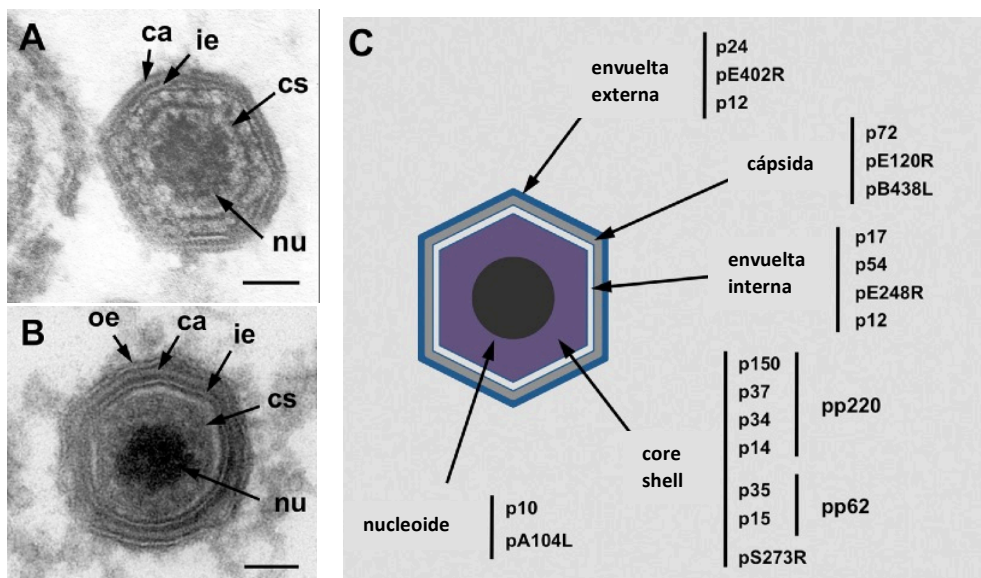 A
ca
ie
cs
nu
B
oe
ca
ie
cs
nu
C
envuelta
externa
p24
pE402R
p12
cápsida
p72
pE120R
pB438L
envuelta
interna
p17
p54
pE248R
p12
core
shell
p150
p37
p34
p14
pp220
p35
p15
pp62
pS273R
nucleoide
p10
pA104L